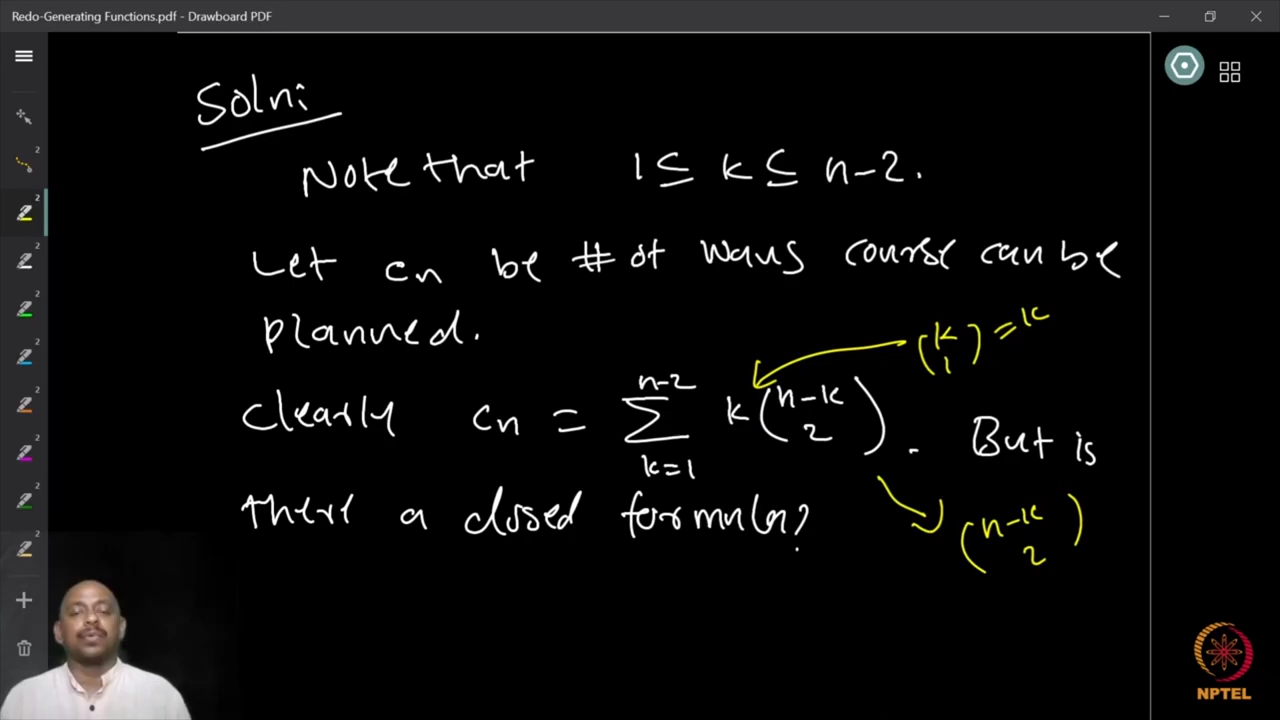 Redo-Generating Functions.pdf - Drawboard PDF
Soln:
Note that 1 ≤ k ≤ n-2.
Let cn be # of ways course can be
planned.
(k 1) = k
clearly cn = ∑ k=1 n-2 k (n-k 2). But is
there a closed formula?
(n-k 2)
NPTEL